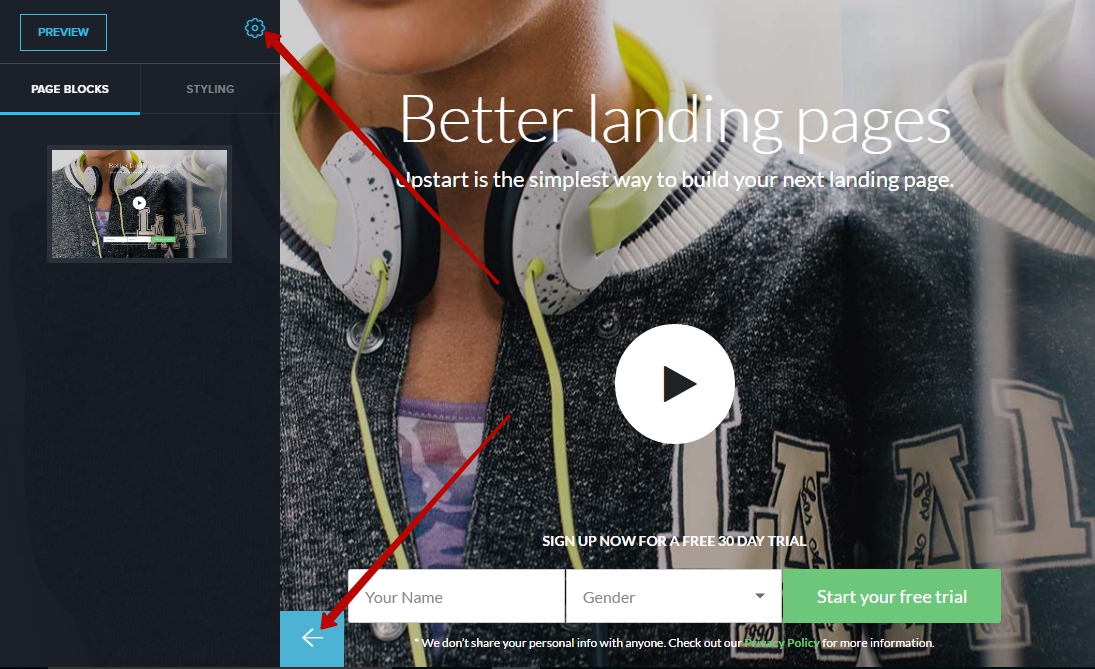 PREVIEW
PAGE BLOCKS
STYLING
Better landing pages
Upstart is the simplest way to build your next landing page.
SIGN UP NOW FOR A FREE 30 DAY TRIAL
Your Name
Gender
Start your free trial
* We don't share your personal info with anyone. Check out our Privacy Policy for more information.
1990